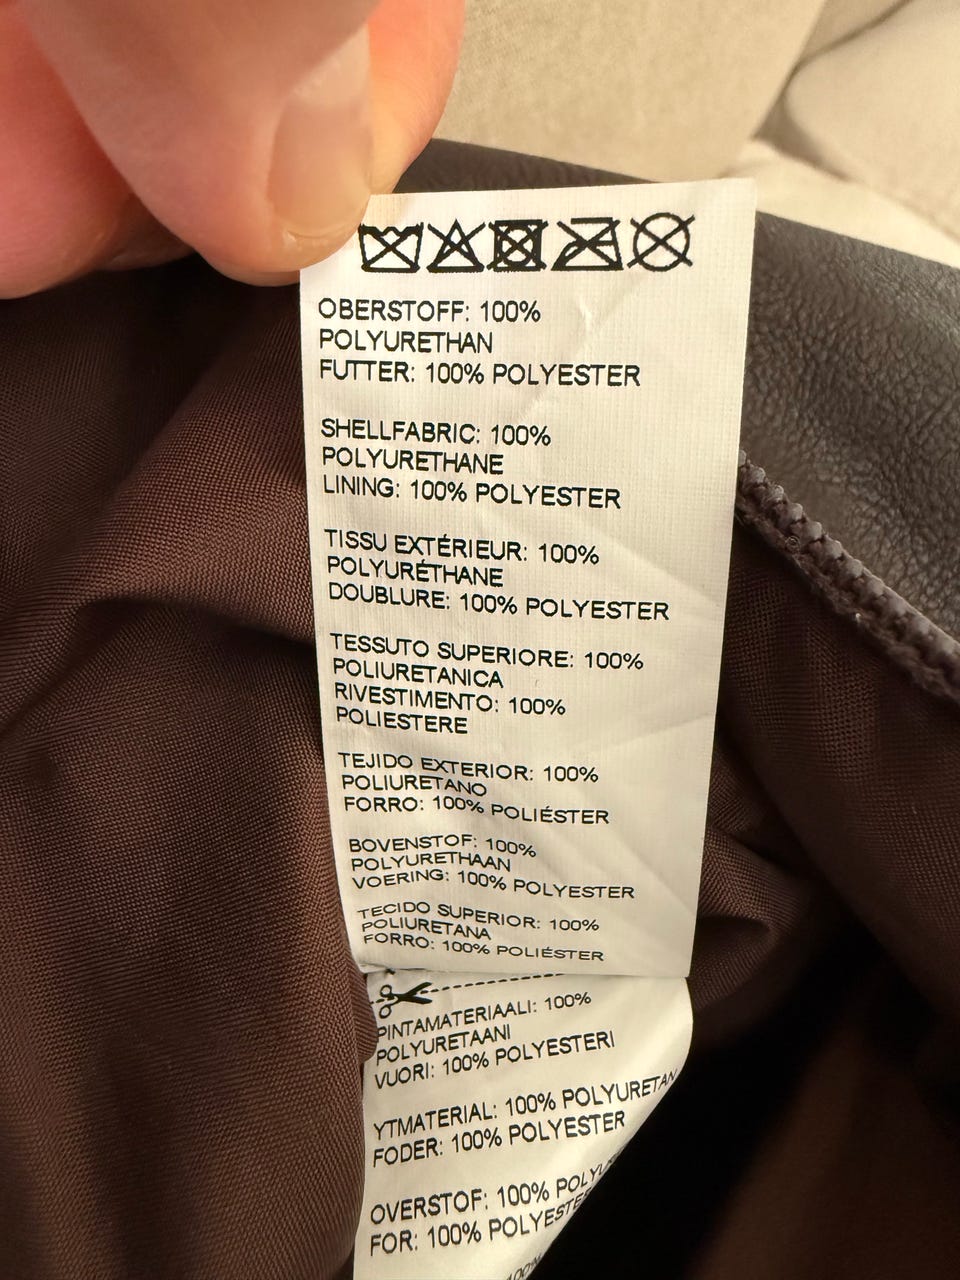 OBERSTOFF: 100%
POLYURETHAN
FUTTER: 100% POLYESTER
SHELLFABRIC: 100%
POLYURETHANE
LINING: 100% POLYESTER
TISSU EXTÉRIEUR: 100%
POLYURÉTHANE
DOUBLURE: 100% POLYESTER
TESSUTO SUPERIORE: 100%
POLIURETANICA
RIVESTIMENTO: 100%
POLIESTERE
TEJIDO EXTERIOR: 100%
POLIURETANO
FORRO: 100% POLIÉSTER
BOVENSTOF: 100%
POLYURETHAAN
VOERING: 100% POLYESTER
TECIDO SUPERIOR: 100%
POLIURETANA
FORRO: 100% POLIÉSTER
PINTAMATERIAALI: 100%
POLYURETAANI
VUORI: 100% POLYESTERI
YTMATERIAL: 100% POLYURETAN
FODER: 100% POLYESTER
OVERSTOF: 100%
FOR: 100% POLYESTER
100%